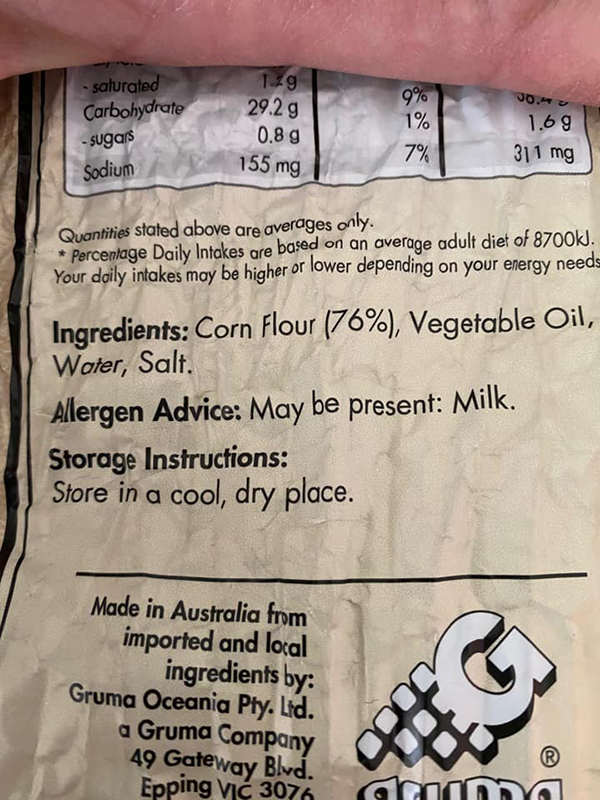 - saturated 1.2 g
Carbohydrate 29.2 g 9%
- sugars 0.8 g 1% 1.6 g
Sodium 155 mg 7% 311 mg
Quantities stated above are averages only.
* Percentage Daily Intakes are based on an average adult diet of 8700kJ.
Your daily intakes may be higher or lower depending on your energy needs
Ingredients: Corn Flour (76%), Vegetable Oil,
Water, Salt.
Allergen Advice: May be present: Milk.
Storage Instructions:
Store in a cool, dry place.
Made in Australia from
imported and local
ingredients by:
Gruma Oceania Pty. Ltd.
a Gruma Company
49 Gateway Blvd.
Epping VIC 3076
G
®
gruma